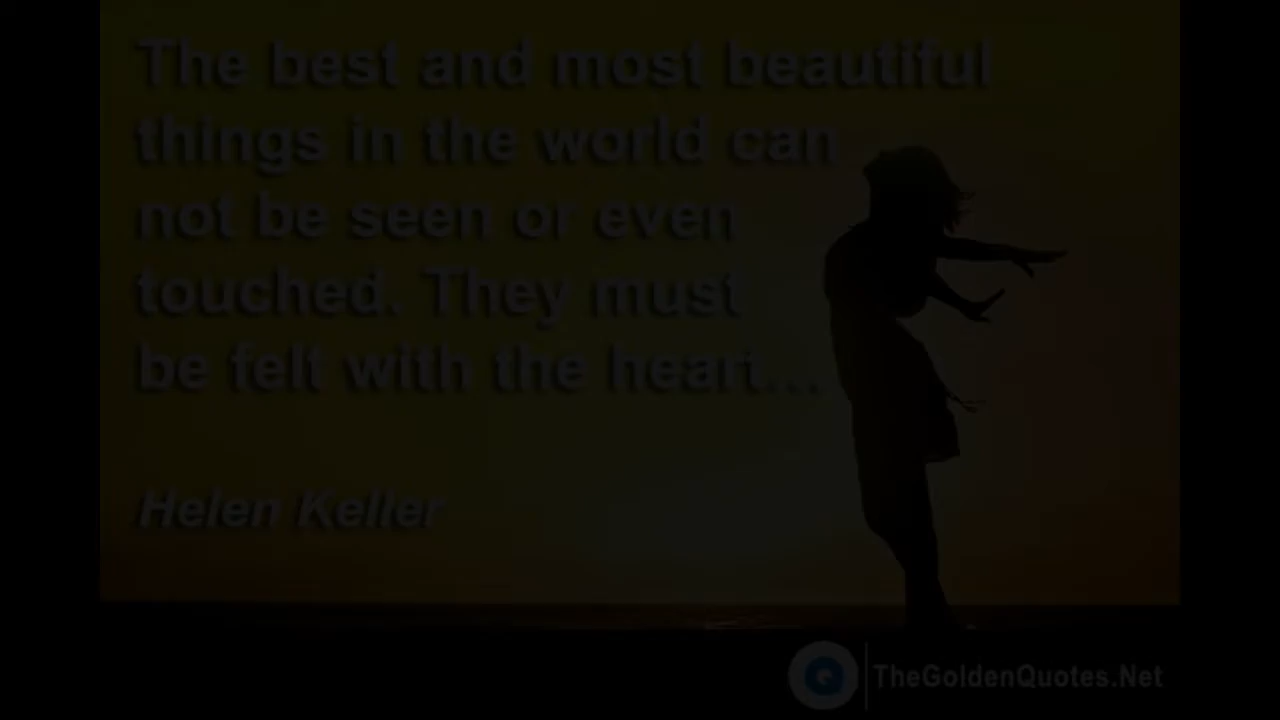 The best and most beautiful
things in the world can
not be seen or even
touched. They must
be felt with the heart...
Helen Keller
TheGoldenQuotes.Net